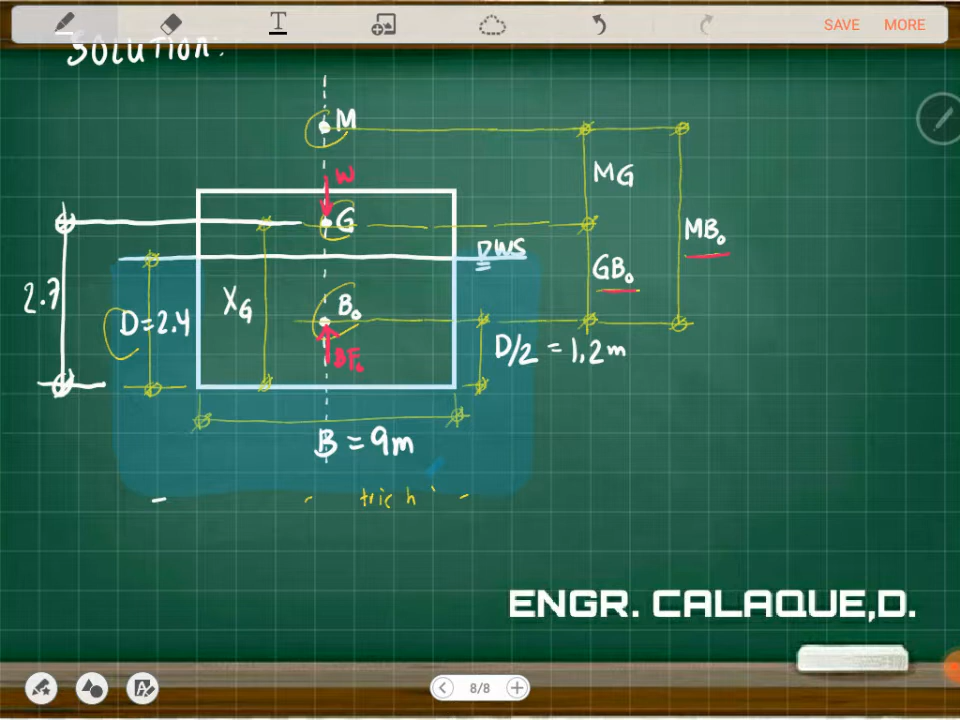 SAVE MORE
SOLUTION:
M
MG
W
G
DWS
MB₀
GB₀
2.7
X_G
B₀
D=2.4
D/2 = 1.2m
BF₀
B = 9m
ENGR. CALAQUE,D.
8/8